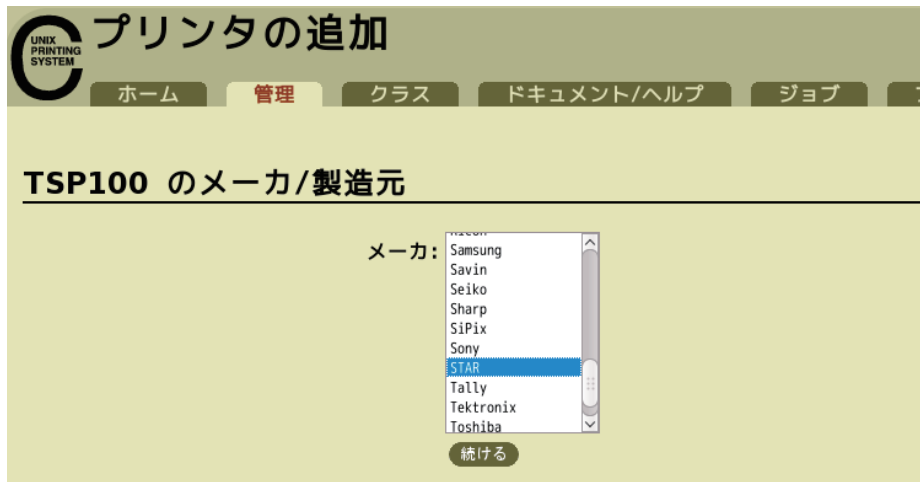 UNIX
PRINTING
SYSTEM
プリンタの追加
ホーム 管理 クラス ドキュメント/ヘルプ ジョブ
TSP100 のメーカ/製造元
メーカ:
Samsung
Savin
Seiko
Sharp
SiPix
Sony
STAR
Tally
Tektronix
Toshiba
続ける